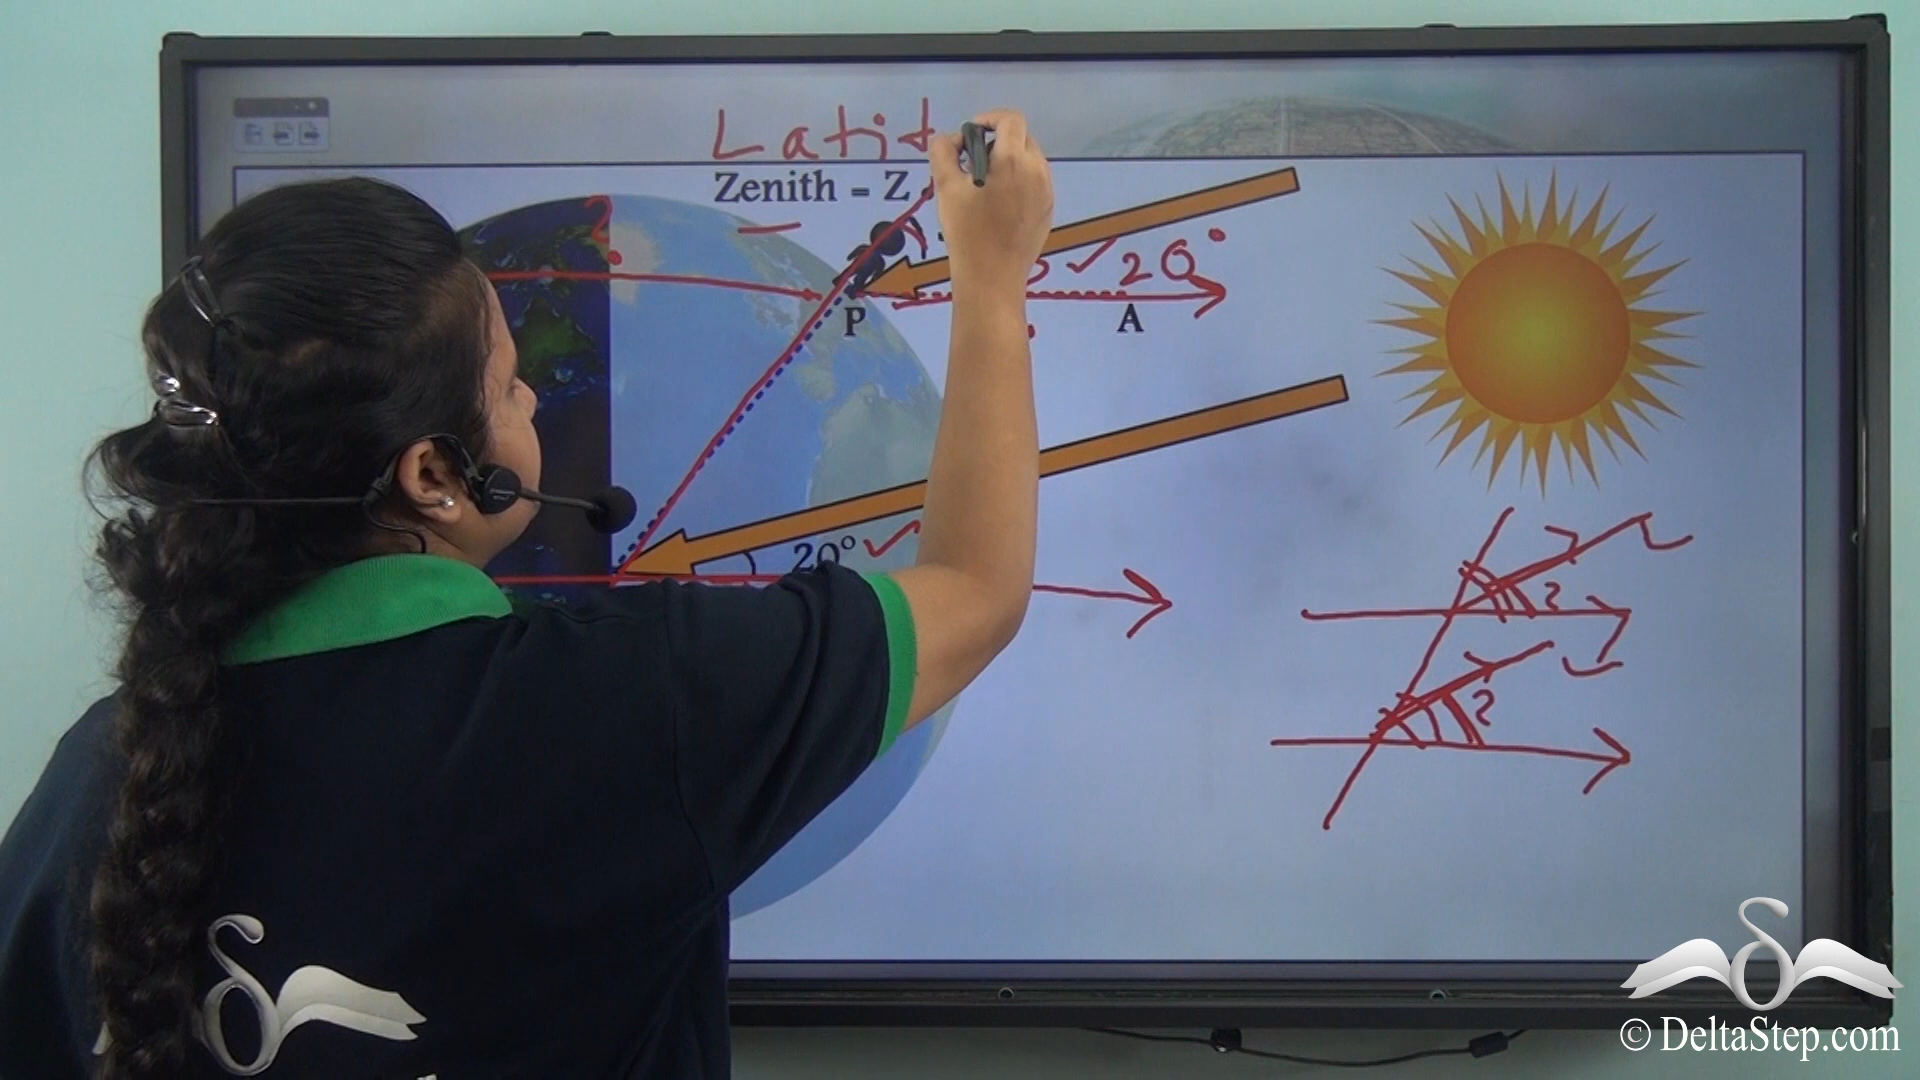 Latit
Zenith = Z
?
20°
P
A
20°
?
?
© DeltaStep.com